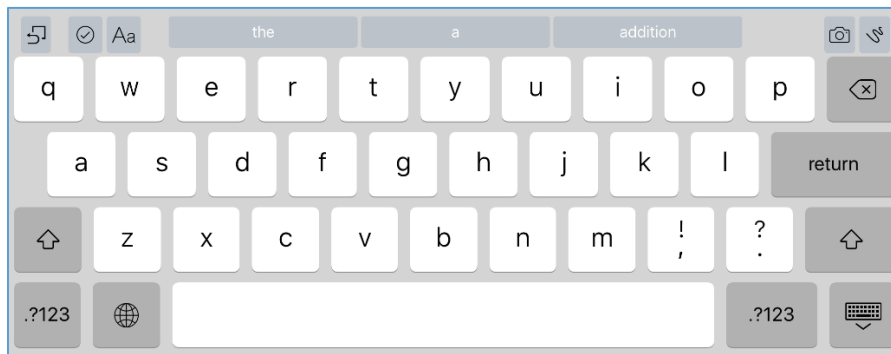 Aa the a addition
q w e r t y u i o p
a s d f g h j k l return
z x c v b n m ! , ? .
.?123 .?123